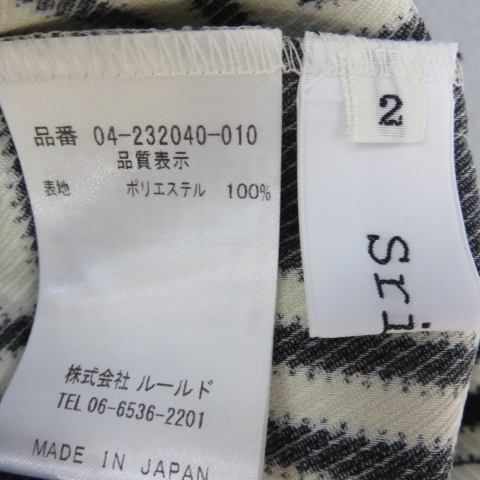 品番 04-232040-010
品質表示
表地 ポリエステル 100%
株式会社 ルールド
TEL 06-6536-2201
MADE IN JAPAN
2
Sri